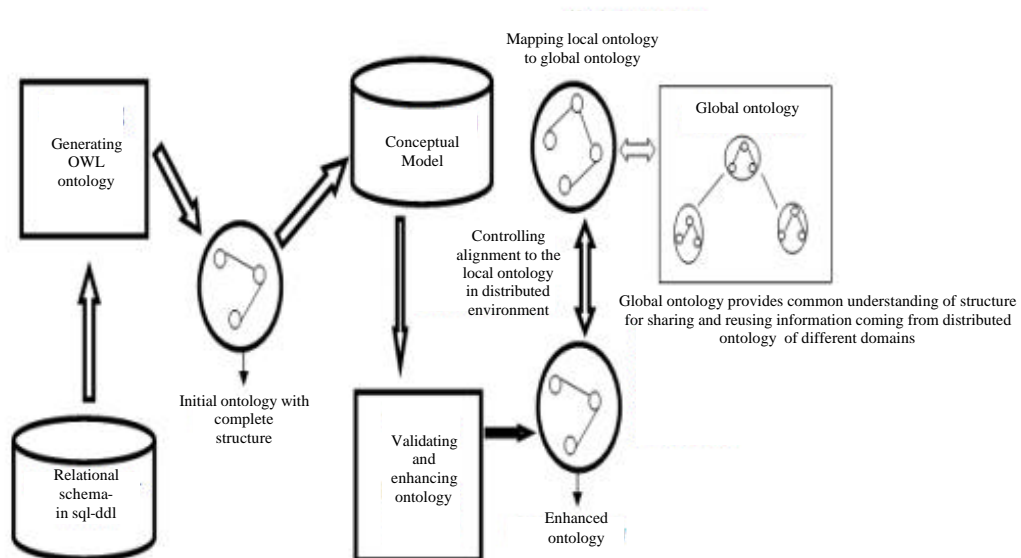 Mapping local ontology
to global ontology
Generating
OWL
ontology
Conceptual
Model
Global ontology
Controlling
alignment to the
local ontology
in distributed
environment
Global ontology provides common understanding of structure
for sharing and reusing information coming from distributed
ontology of different domains
Initial ontology with
complete
structure
Relational
schema-
in sql-ddl
Validating
and
enhancing
ontology
Enhanced
ontology